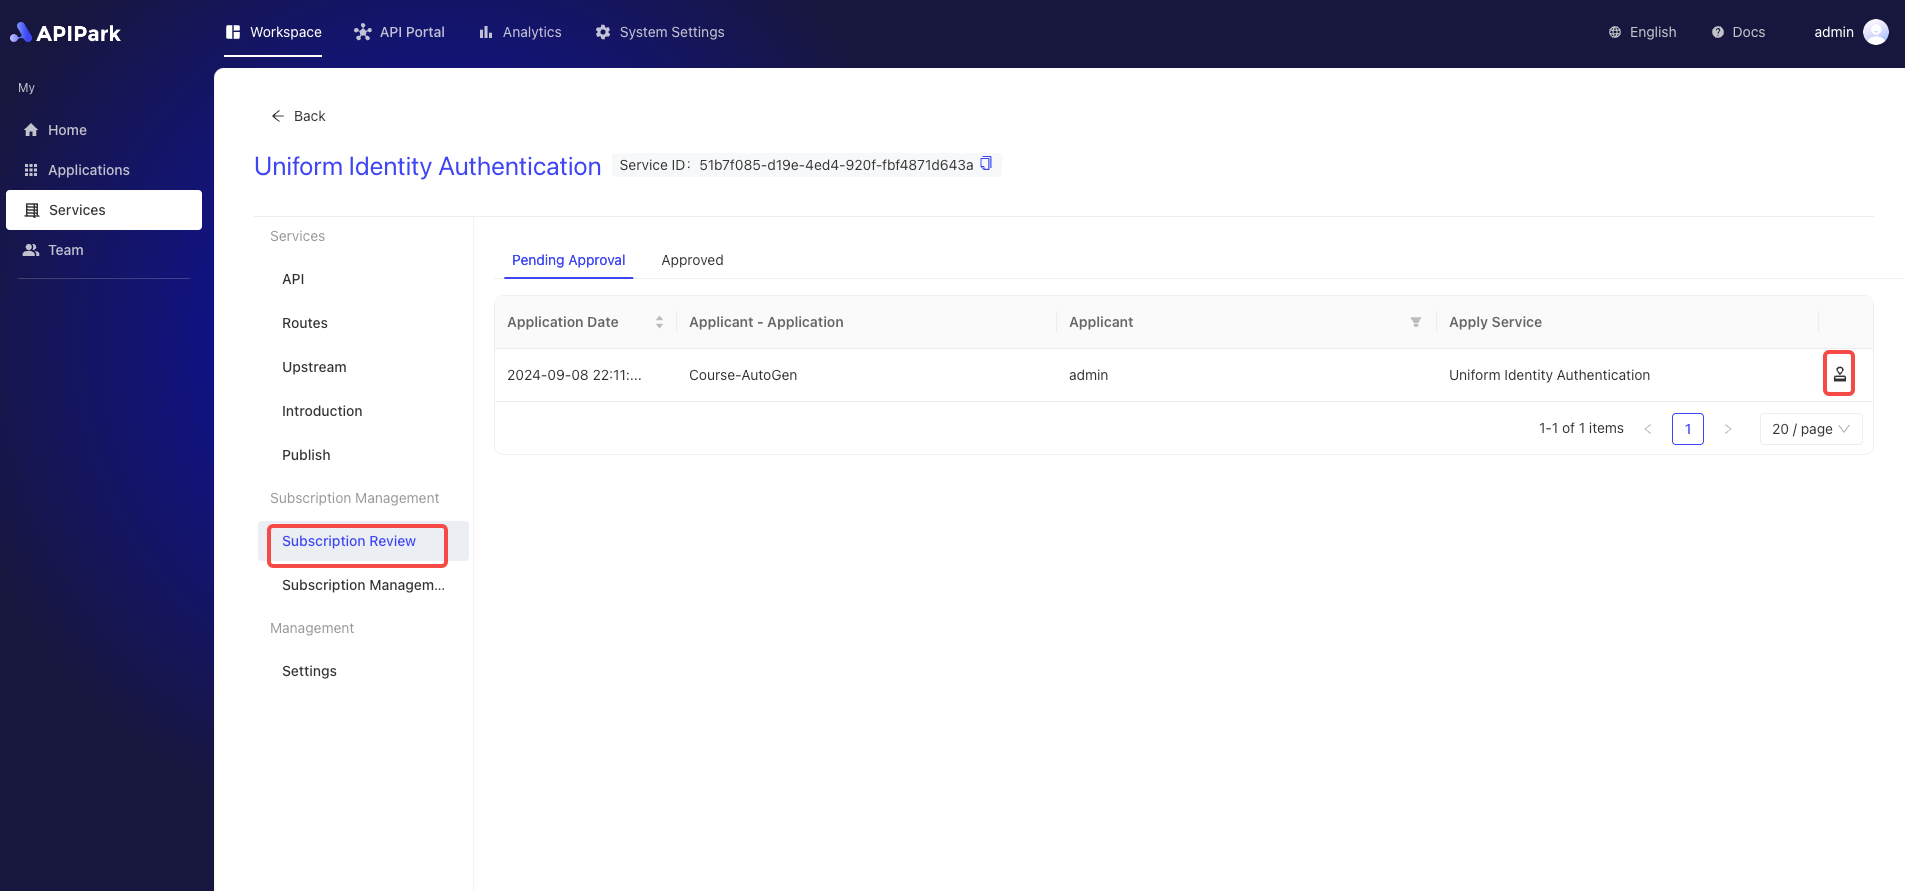 APIPark
Workspace
API Portal
Analytics
System Settings
English
Docs
admin
My
Home
Applications
Services
Team
Back
Uniform Identity Authentication
Service ID: 51b7f085-d19e-4ed4-920f-fbf4871d643a
Services
API
Routes
Upstream
Introduction
Publish
Subscription Management
Subscription Review
Subscription Managem...
Management
Settings
Pending Approval
Approved
Application Date
Applicant - Application
Applicant
Apply Service
2024-09-08 22:11:...
Course-AutoGen
admin
Uniform Identity Authentication
1-1 of 1 items
1
20 / page